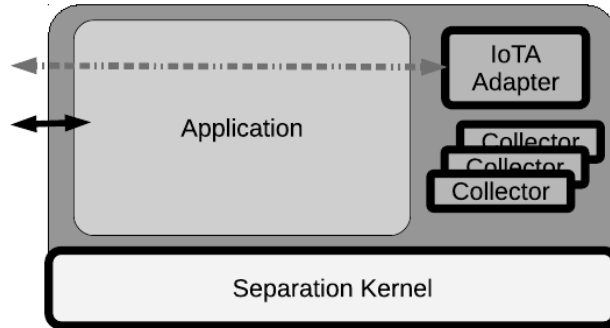 IoTA
Adapter
Application
Collector
Collector
Collector
Separation Kernel